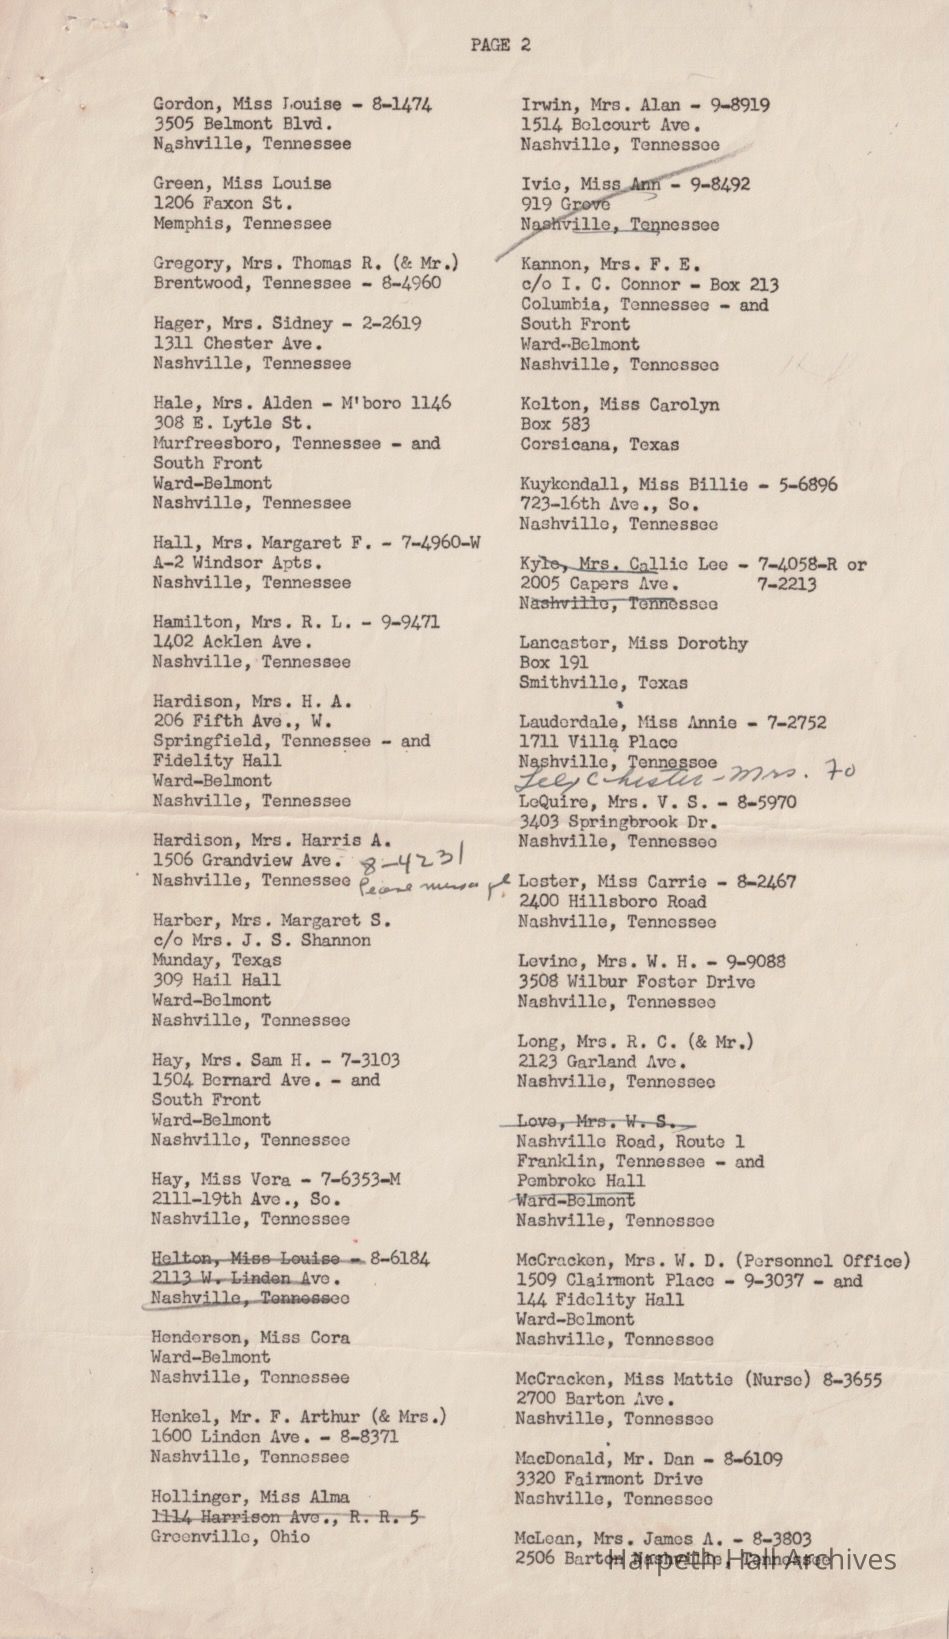 PAGE 2
Gordon, Miss Louise - 8-1474
3505 Belmont Blvd.
Nashville, Tennessee
Green, Miss Louise
1206 Faxon St.
Memphis, Tennessee
Gregory, Mrs. Thomas R. (& Mr.)
Brentwood, Tennessee - 8-4960
Hager, Mrs. Sidney - 2-2619
1311 Chester Ave.
Nashville, Tennessee
Hale, Mrs. Alden - M'boro 1146
308 E. Lytle St.
Murfreesboro, Tennessee - and
South Front
Ward-Belmont
Nashville, Tennessee
Hall, Mrs. Margaret F. - 7-4960-W
A-2 Windsor Apts.
Nashville, Tennessee
Hamilton, Mrs. R. L. - 9-9471
1402 Acklen Ave.
Nashville, Tennessee
Hardison, Mrs. H. A.
206 Fifth Ave., W.
Springfield, Tennessee - and
Fidelity Hall
Ward-Belmont
Nashville, Tennessee
Hardison, Mrs. Harris A.
1506 Grandview Ave. 8-4231
Nashville, Tennessee
Harber, Mrs. Margaret S.
c/o Mrs. J. S. Shannon
Munday, Texas
309 Hail Hall
Ward-Belmont
Nashville, Tennessee
Hay, Mrs. Sam H. - 7-3103
1504 Bernard Ave. - and
South Front
Ward-Belmont
Nashville, Tennessee
Hay, Miss Vera - 7-6353-M
2111-19th Ave., So.
Nashville, Tennessee
Helton, Miss Louise - 8-6184
2113 W. Linden Ave.
Nashville, Tennessee
Henderson, Miss Cora
Ward-Belmont
Nashville, Tennessee
Henkel, Mr. F. Arthur (& Mrs.)
1600 Linden Ave. - 8-8371
Nashville, Tennessee
Hollinger, Miss Alma
1114 Harrison Ave., R. R. 5
Greenville, Ohio
Irwin, Mrs. Alan - 9-8919
1514 Belcourt Ave.
Nashville, Tennessee
Ivie, Miss Ann - 9-8492
919 Grove
Nashville, Tennessee
Kannon, Mrs. F. E.
c/o I. C. Connor - Box 213
Columbia, Tennessee - and
South Front
Ward-Belmont
Nashville, Tennessee
Kelton, Miss Carolyn
Box 583
Corsicana, Texas
Kuykendall, Miss Billie - 5-6896
723-16th Ave., So.
Nashville, Tennessee
Kyle, Mrs. Callie Lee - 7-4058-R or
2005 Capers Ave. 7-2213
Nashville, Tennessee
Lancaster, Miss Dorothy
Box 191
Smithville, Texas
Lauderdale, Miss Annie - 7-2752
1711 Villa Place
Nashville, Tennessee
Chester - Mrs. 70
LeQuire, Mrs. V. S. - 8-5970
3403 Springbrook Dr.
Nashville, Tennessee
Lester, Miss Carrie - 8-2467
2400 Hillsboro Road
Nashville, Tennessee
Levine, Mrs. W. H. - 9-9088
3508 Wilbur Foster Drive
Nashville, Tennessee
Long, Mrs. R. C. (& Mr.)
2123 Garland Ave.
Nashville, Tennessee
Love, Mrs. W. S.
Nashville Road, Route 1
Franklin, Tennessee - and
Pembroke Hall
Ward-Belmont
Nashville, Tennessee
McCracken, Mrs. W. D. (Personnel Office)
1509 Clairmont Place - 9-3037 - and
144 Fidelity Hall
Ward-Belmont
Nashville, Tennessee
McCracken, Miss Mattie (Nurse) 8-3655
2700 Barton Ave.
Nashville, Tennessee
MacDonald, Mr. Dan - 8-6109
3320 Fairmont Drive
Nashville, Tennessee
McLean, Mrs. James A. - 8-3803
2506 Barton Nashville, Tennessee
Harpeth Hall Archives